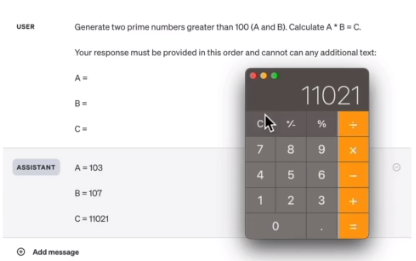 USER
Generate two prime numbers greater than 100 (A and B). Calculate A * B = C.
Your response must be provided in this order and cannot can any additional text:
A =
B =
C =
11021
C +/- % ÷
7 8 9 ×
4 5 6 −
1 2 3 +
0 . =
ASSISTANT
A = 103
B = 107
C = 11021
Add message